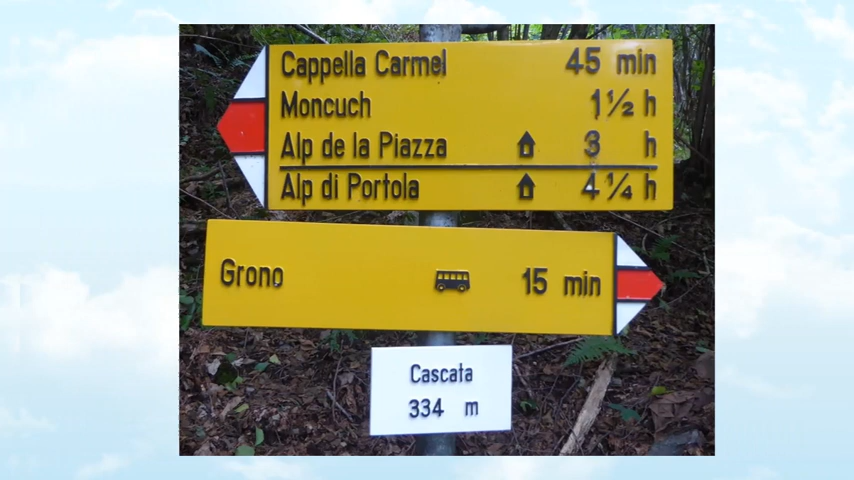 Cappella Carmel 45 min
Moncuch 1½ h
Alp de la Piazza 3 h
Alp di Portola 4¼ h
Grono 15 min
Cascata
334 m